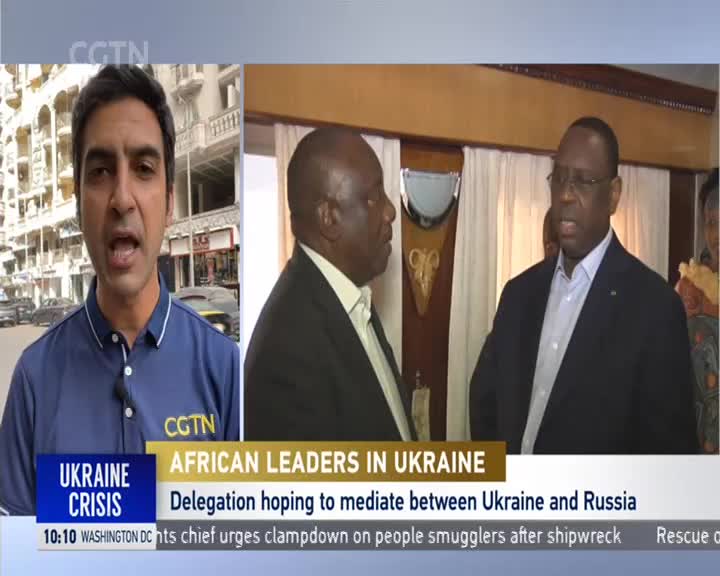 CGTN
CGTN
UKRAINE CRISIS
AFRICAN LEADERS IN UKRAINE
Delegation hoping to mediate between Ukraine and Russia
10:10 WASHINGTON DC
nts chief urges clampdown on people smugglers after shipwreck Rescue o